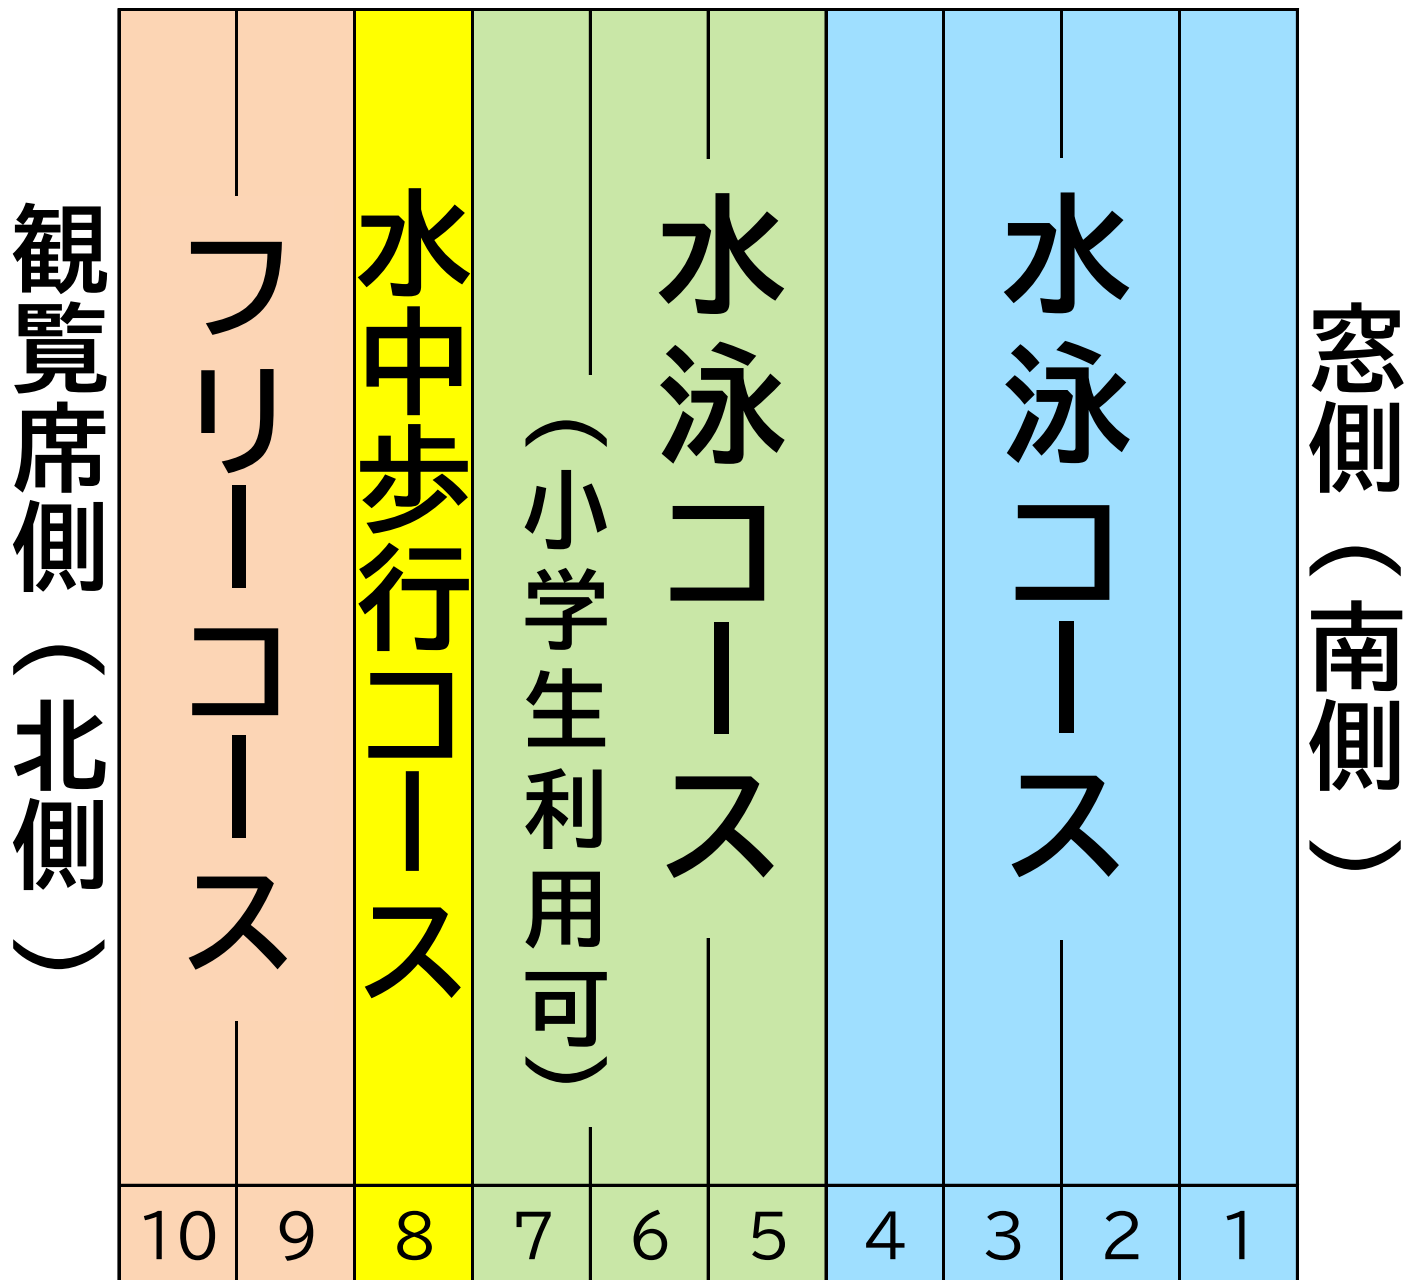 窓側（南側）
水泳コース
水泳コース
（小学生利用可）
水中歩行コース
フリーコース
観覧席側（北側）
10 9 8 7 6 5 4 3 2 1